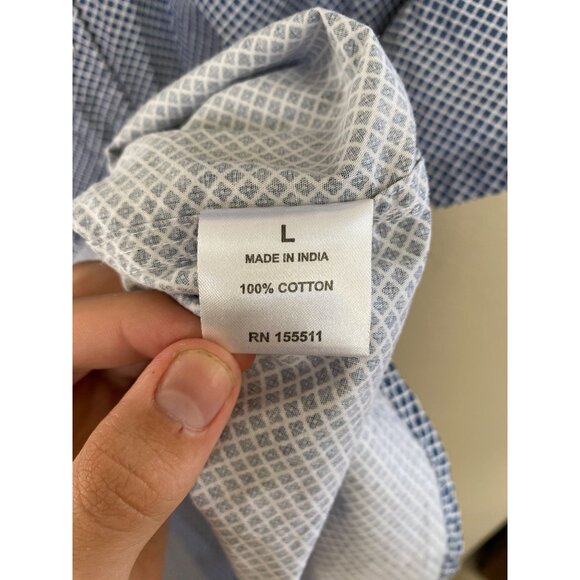 L
MADE IN INDIA
100% COTTON
RN 155511